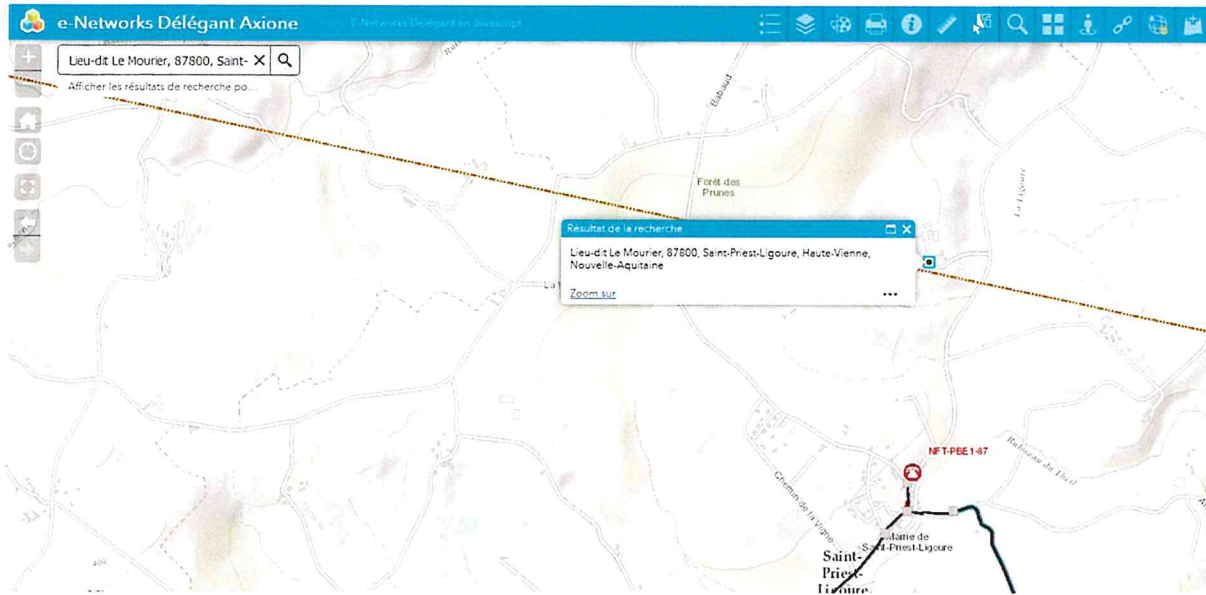 e-Networks Délégant Axione
E-Networks Délégant en Javascript
Lieu-dit Le Mourier, 87800, Saint-
Afficher les résultats de recherche po...
Babaud
Forêt des
Prunes
La Ligoure
Résultat de la recherche
Lieu-dit Le Mourier, 87800, Saint-Priest-Ligoure, Haute-Vienne,
Nouvelle-Aquitaine
Zoom sur
NFT-PBE1-87
Ruisseau du Theil
Chemin de la Vigne
Mairie de
Saint-Priest-Ligoure
Saint-
Priest-
Ligoure